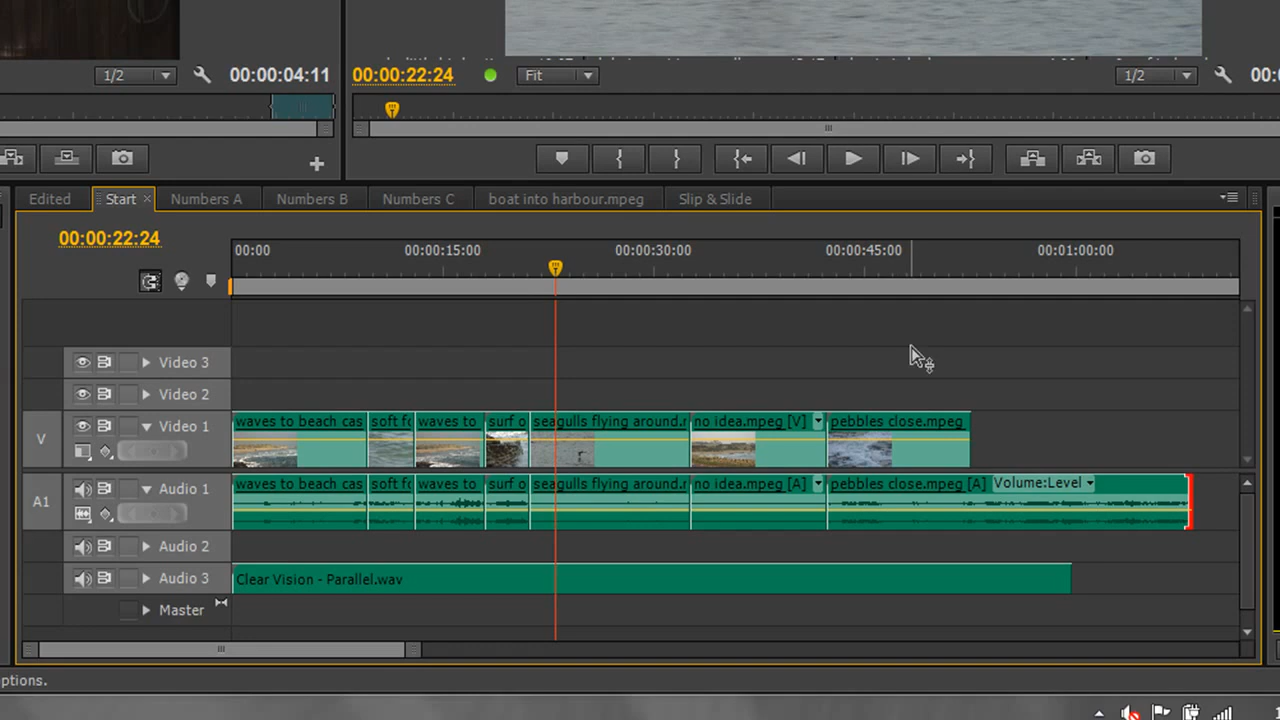 1/2 00:00:04:11 00:00:22:24 Fit 1/2 00:
Edited Start Numbers A Numbers B Numbers C boat into harbour.mpeg Slip & Slide
00:00:22:24 00:00 00:00:15:00 00:00:30:00 00:00:45:00 00:01:00:00
Video 3
Video 2
V Video 1 waves to beach cas soft fo waves to surf o seagulls flying around.r no idea.mpeg [V] pebbles close.mpeg
A1 Audio 1 waves to beach cas soft fo waves to surf o seagulls flying around.r no idea.mpeg [A] pebbles close.mpeg [A] Volume:Level
Audio 2
Audio 3 Clear Vision - Parallel.wav
Master
ptions.